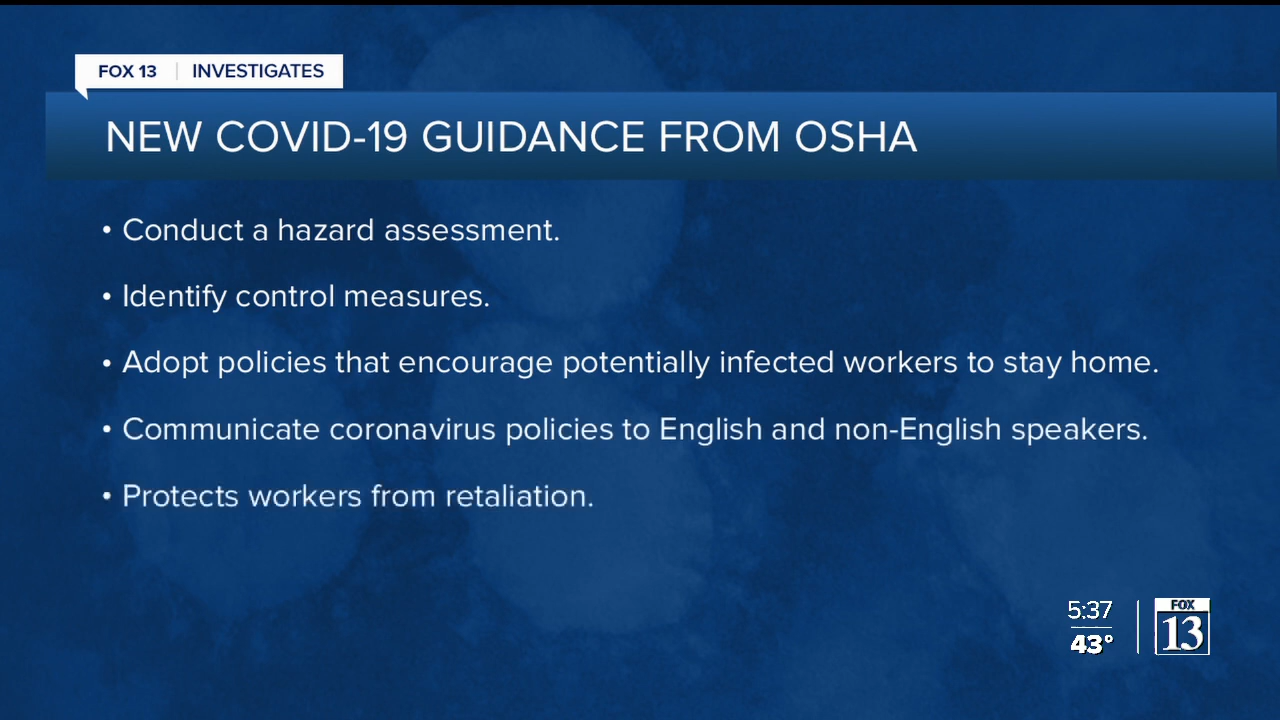 FOX 13 | INVESTIGATES
NEW COVID-19 GUIDANCE FROM OSHA
• Conduct a hazard assessment.
• Identify control measures.
• Adopt policies that encourage potentially infected workers to stay home.
• Communicate coronavirus policies to English and non-English speakers.
• Protects workers from retaliation.
5:37
43°
FOX
13